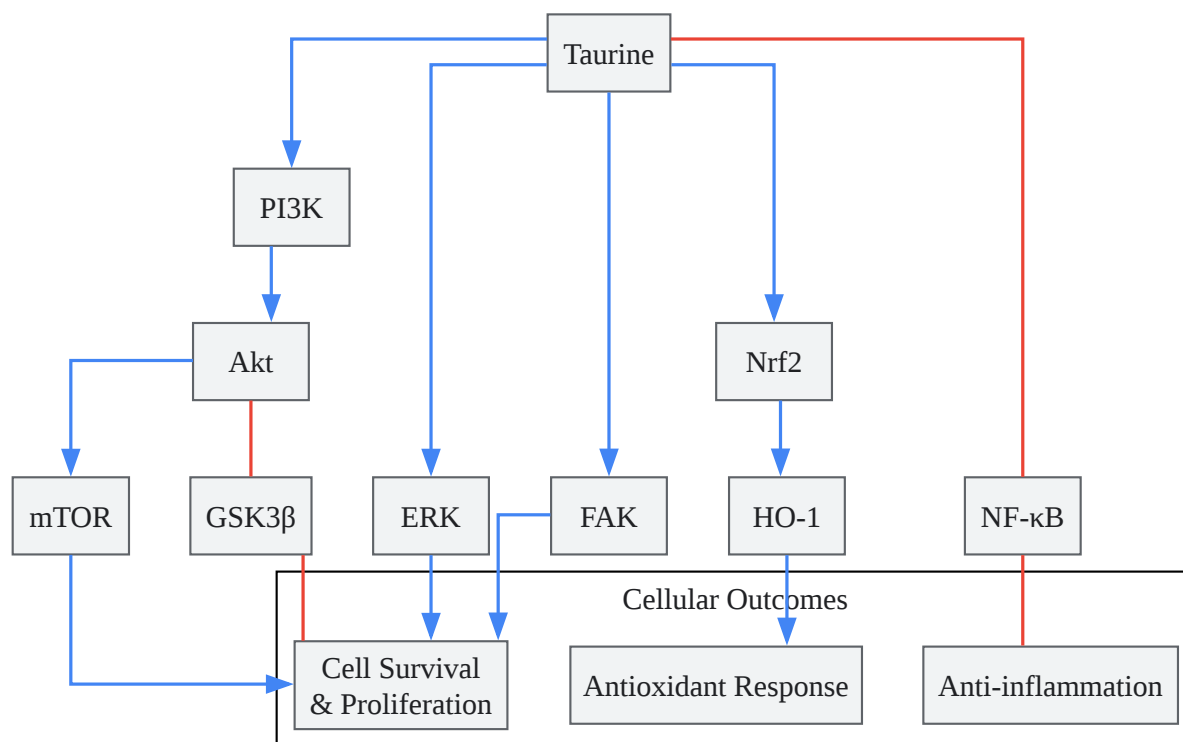 Taurine
PI3K
Akt
Nrf2
mTOR
GSK3β
ERK
FAK
HO-1
NF-κB
Cellular Outcomes
Cell Survival
& Proliferation
Antioxidant Response
Anti-inflammation